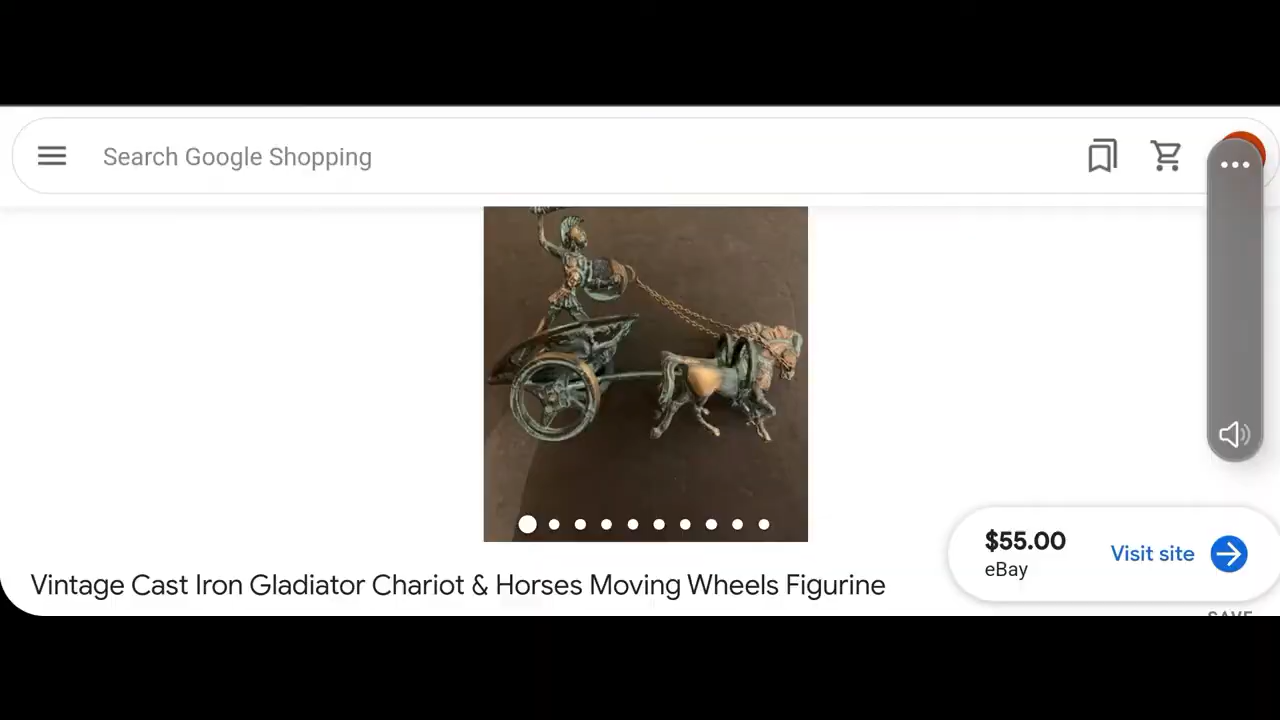 Search Google Shopping
$55.00
eBay
Visit site
Vintage Cast Iron Gladiator Chariot & Horses Moving Wheels Figurine